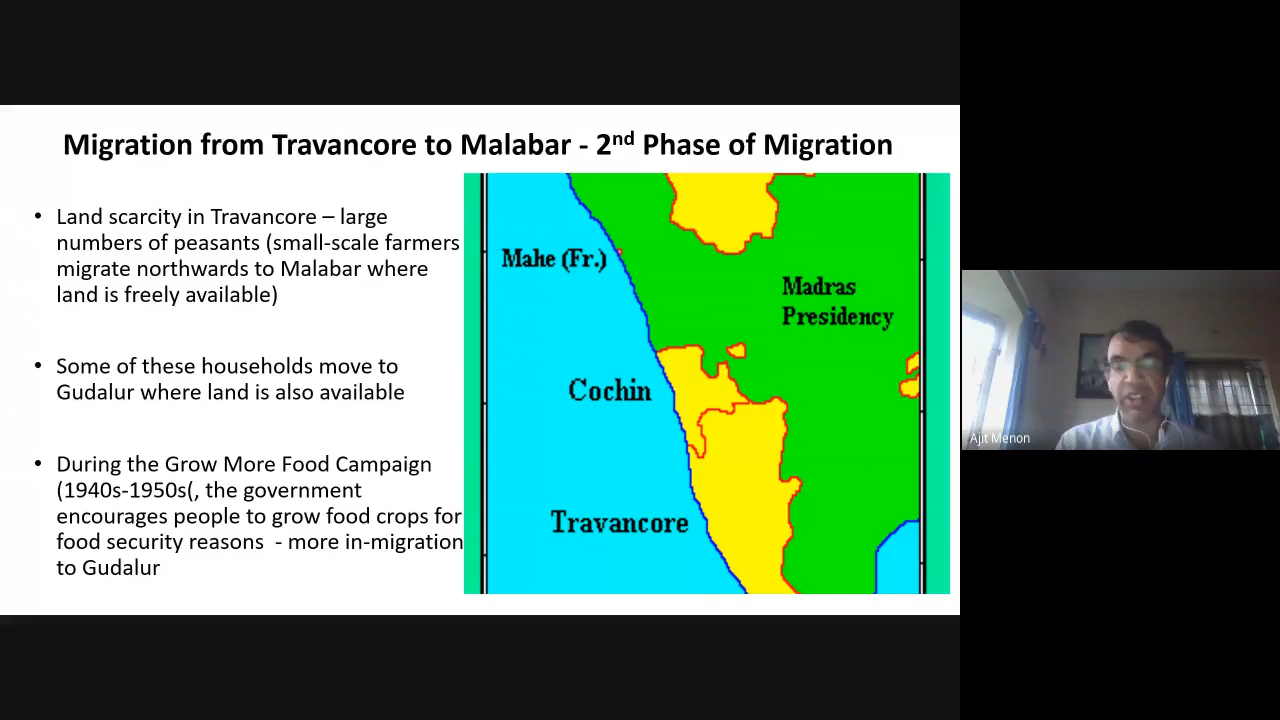 Migration from Travancore to Malabar - 2nd Phase of Migration
• Land scarcity in Travancore – large
numbers of peasants (small-scale farmers
migrate northwards to Malabar where
land is freely available)
• Some of these households move to
Gudalur where land is also available
• During the Grow More Food Campaign
(1940s-1950s(, the government
encourages people to grow food crops for
food security reasons - more in-migration
to Gudalur
Mahe (Fr.)
Madras
Presidency
Cochin
Travancore
Ajit Menon